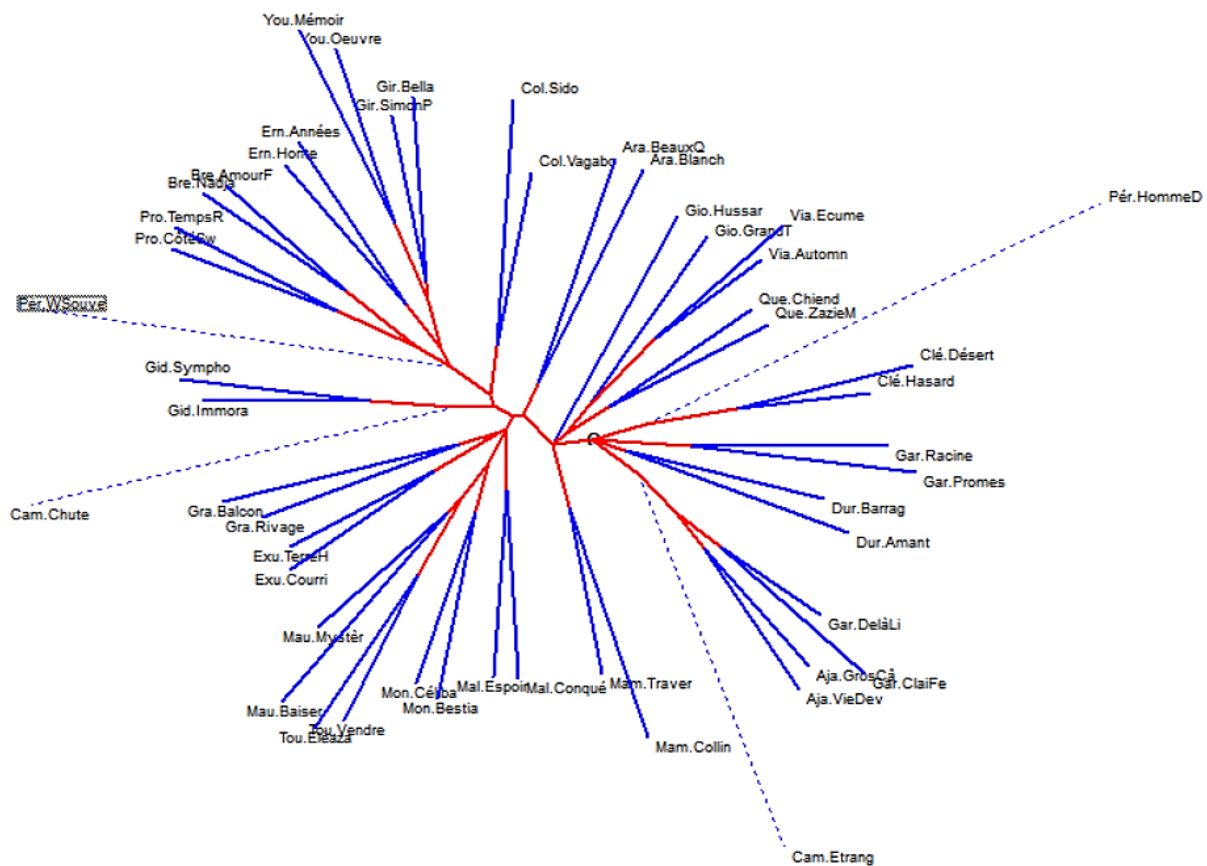 You.Mémoir
You.Oeuvre
Gir.Bella
Gir.SimonP
Col.Sido
Ern.Années
Ern.Honte
Col.Vagabo
Ara.BeauxQ
Ara.Blanch
Bre.AmourF
Bre.Nadja
Pér.HommeD
Pro.TempsR
Pro.CôtéSw
Gio.Hussar
Gio.GrandT
Via.Ecume
Via.Automn
Per.WSouve
Que.Chiend
Que.ZazieM
Gid.Sympho
Gid.Immora
Clé.Désert
Clé.Hasard
Gar.Racine
Gar.Promes
Cam.Chute
Gra.Balcon
Gra.Rivage
Dur.Barrag
Dur.Amant
Exu.TerreH
Exu.Courri
Mau.Mystèr
Gar.DelàLi
Mau.Baiser
Tou.Vendre
Tou.Eléaza
Mon.Céliba
Mon.Bestia
Mal.Espoir
Mal.Conqué
Mam.Traver
Aja.GrosCâ
Gar.ClaiFe
Aja.VieDev
Mam.Collin
Cam.Etrang